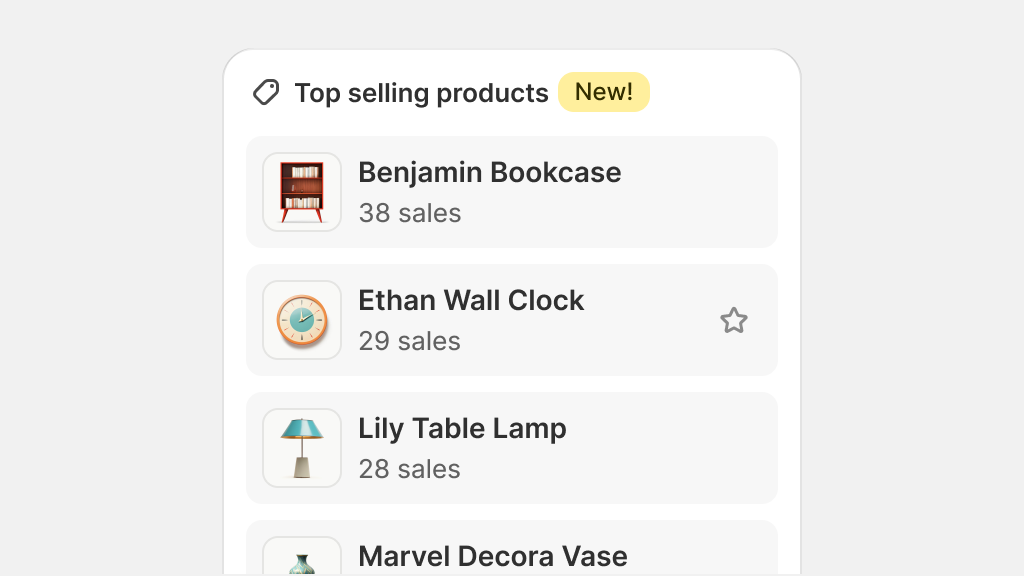 Top selling products New!
Benjamin Bookcase
38 sales
Ethan Wall Clock
29 sales
Lily Table Lamp
28 sales
Marvel Decora Vase